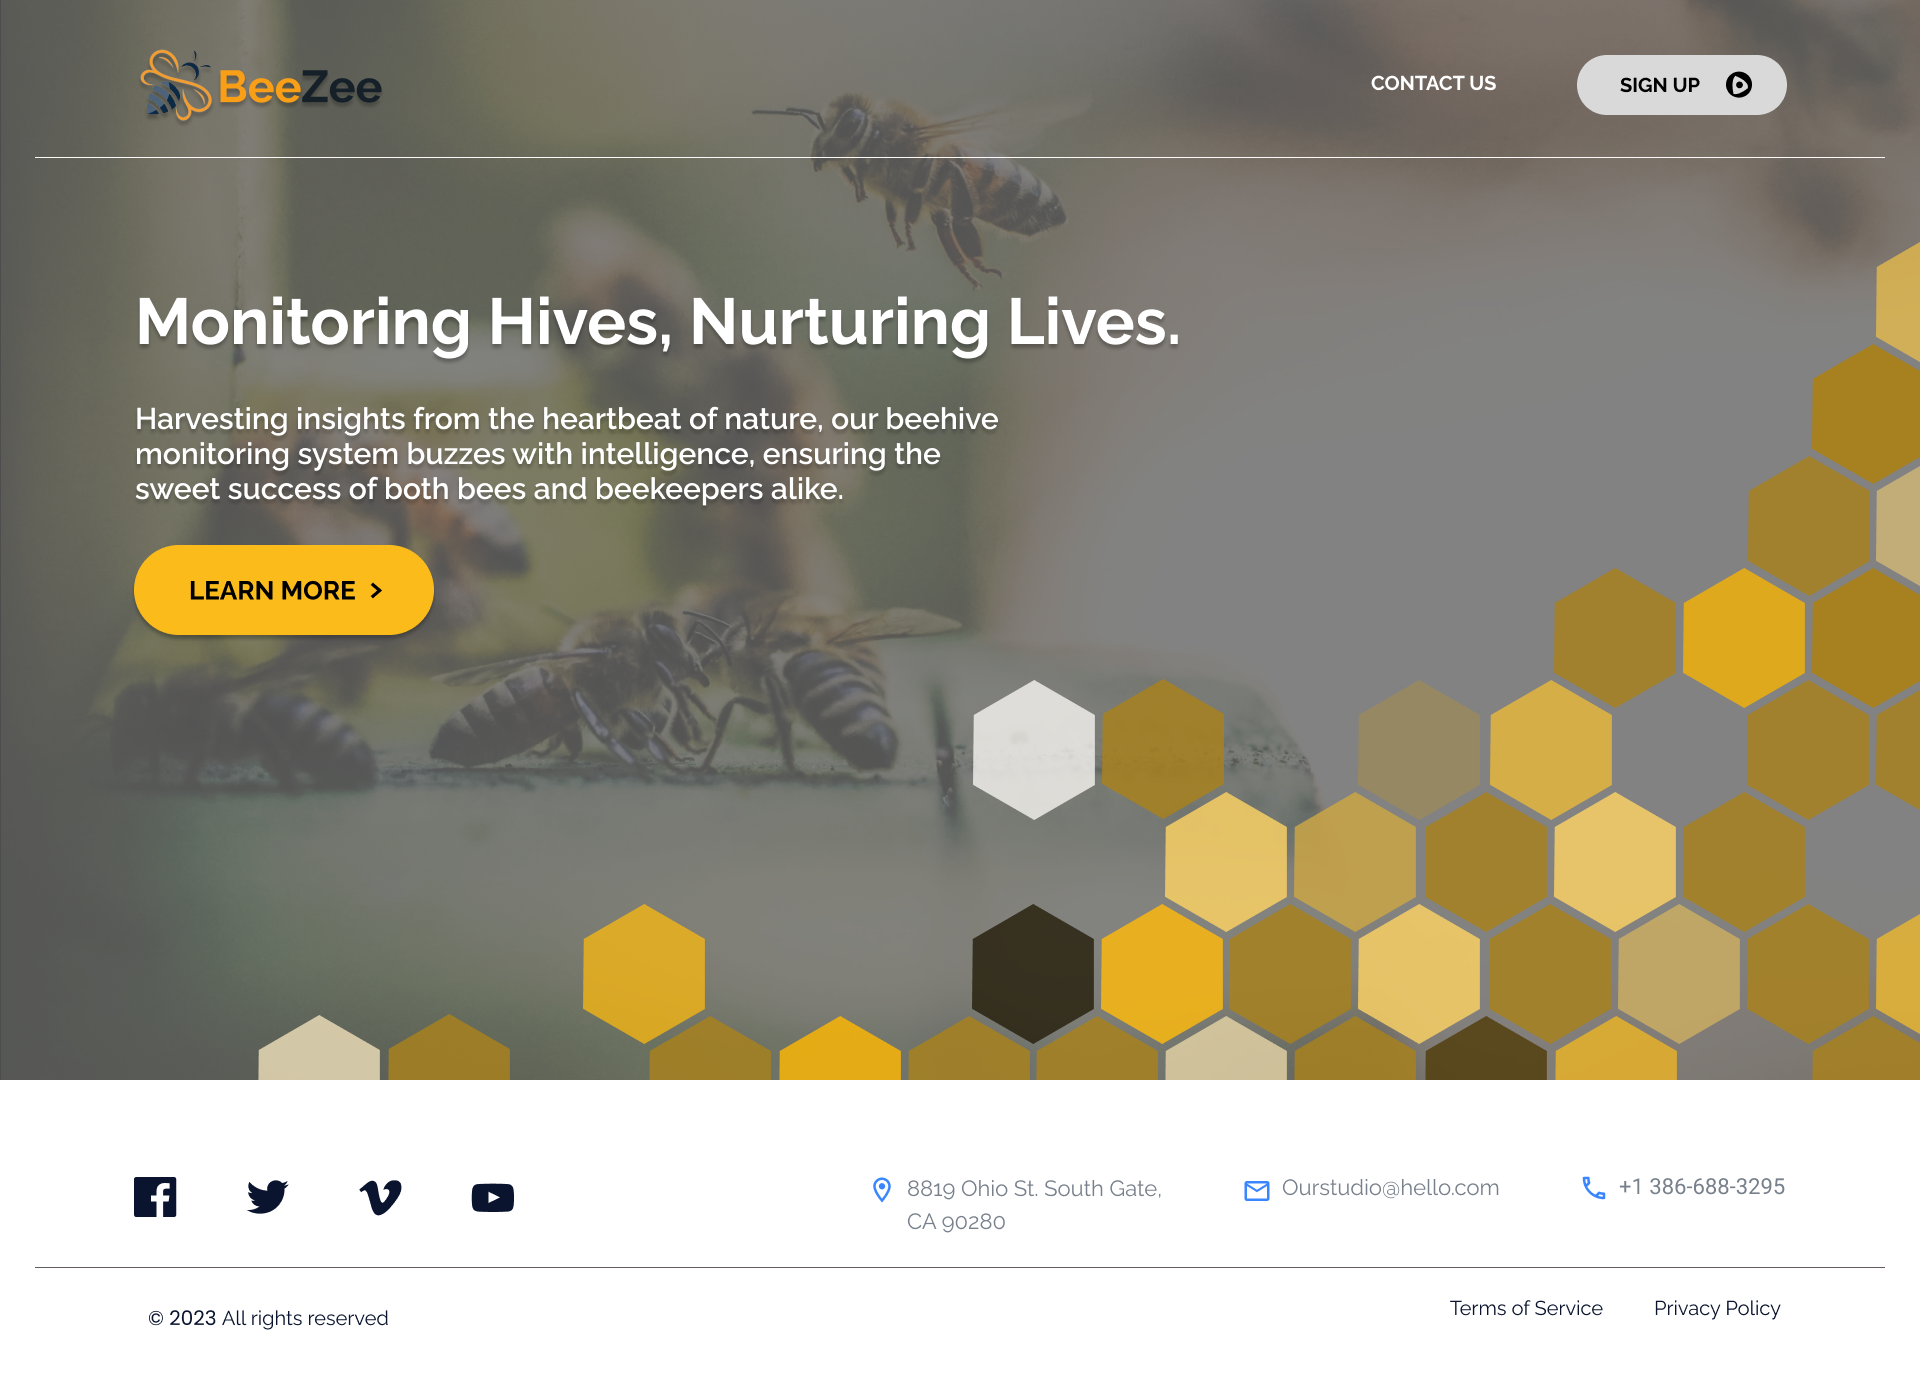 BeeZee
CONTACT US
SIGN UP
Monitoring Hives, Nurturing Lives.
Harvesting insights from the heartbeat of nature, our beehive
monitoring system buzzes with intelligence, ensuring the
sweet success of both bees and beekeepers alike.
LEARN MORE >
8819 Ohio St. South Gate,
CA 90280
Ourstudio@hello.com
+1 386-688-3295
© 2023 All rights reserved
Terms of Service
Privacy Policy